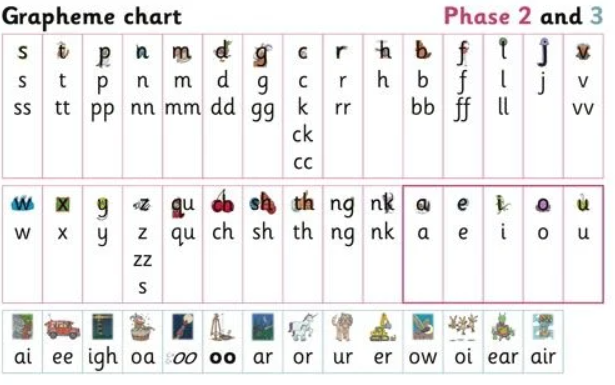 Grapheme chart Phase 2 and 3
s t p n m d g c r h b f l j v
s t p n m d g c r h b f l j v
ss tt pp nn mm dd gg k rr bb ff ll vv
ck
cc
w x y z qu ch sh th ng nk a e i o u
w x y z qu ch sh th ng nk a e i o u
zz
s
ai ee igh oa oo oo ar or ur er ow oi ear air